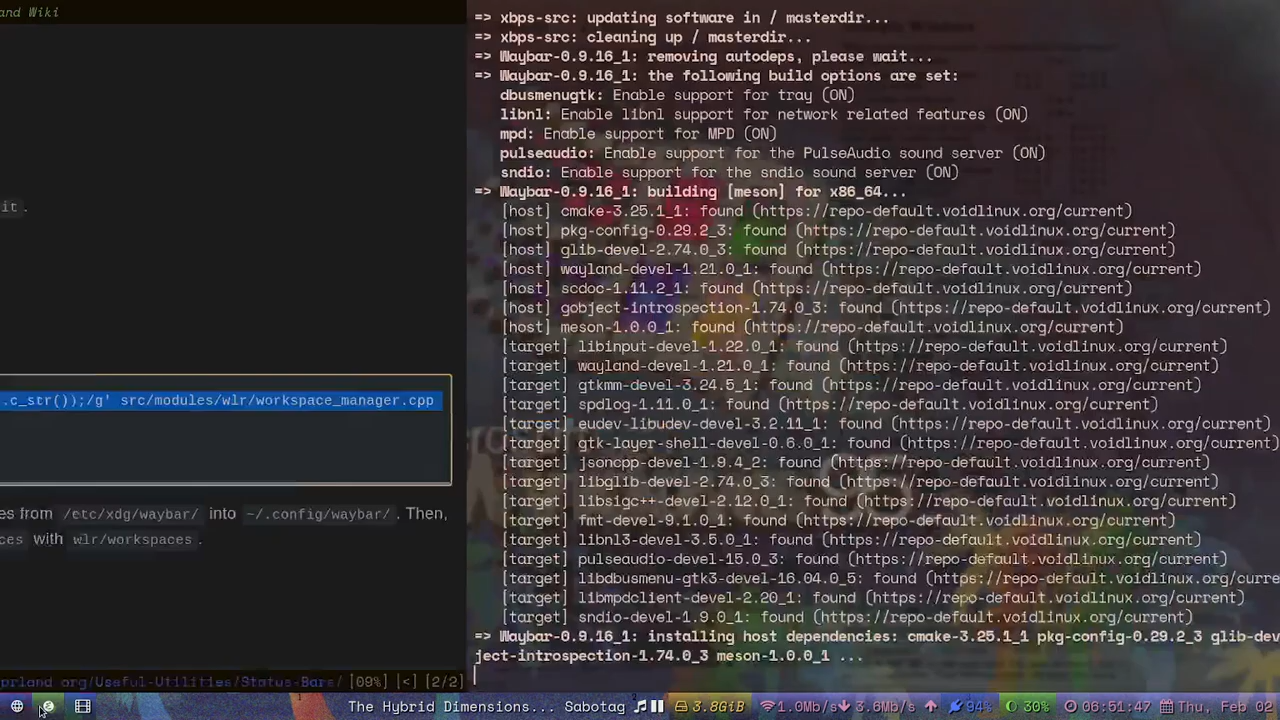 and Wiki
it.
.c_str());/g' src/modules/wlr/workspace_manager.cpp
es from /etc/xdg/waybar/ into ~/.config/waybar/. Then,
ces with wlr/workspaces.
prland org/Useful-Utilities/Status-Bars/ [09%] [<] [2/2]
=> xbps-src: updating software in / masterdir...
=> xbps-src: cleaning up / masterdir...
=> Waybar-0.9.16_1: removing autodeps, please wait...
=> Waybar-0.9.16_1: the following build options are set:
dbusmenugtk: Enable support for tray (ON)
libnl: Enable libnl support for network related features (ON)
mpd: Enable support for MPD (ON)
pulseaudio: Enable support for the PulseAudio sound server (ON)
sndio: Enable support for the sndio sound server (ON)
=> Waybar-0.9.16_1: building [meson] for x86_64...
[host] cmake-3.25.1_1: found (https://repo-default.voidlinux.org/current)
[host] pkg-config-0.29.2_3: found (https://repo-default.voidlinux.org/current)
[host] glib-devel-2.74.0_3: found (https://repo-default.voidlinux.org/current)
[host] wayland-devel-1.21.0_1: found (https://repo-default.voidlinux.org/current)
[host] scdoc-1.11.2_1: found (https://repo-default.voidlinux.org/current)
[host] gobject-introspection-1.74.0_3: found (https://repo-default.voidlinux.org/current)
[host] meson-1.0.0_1: found (https://repo-default.voidlinux.org/current)
[target] libinput-devel-1.22.0_1: found (https://repo-default.voidlinux.org/current)
[target] wayland-devel-1.21.0_1: found (https://repo-default.voidlinux.org/current)
[target] gtkmm-devel-3.24.5_1: found (https://repo-default.voidlinux.org/current)
[target] spdlog-1.11.0_1: found (https://repo-default.voidlinux.org/current)
[target] eudev-libudev-devel-3.2.11_1: found (https://repo-default.voidlinux.org/current)
[target] gtk-layer-shell-devel-0.6.0_1: found (https://repo-default.voidlinux.org/current)
[target] jsoncpp-devel-1.9.4_2: found (https://repo-default.voidlinux.org/current)
[target] libglib-devel-2.74.0_3: found (https://repo-default.voidlinux.org/current)
[target] libsigc++-devel-2.12.0_1: found (https://repo-default.voidlinux.org/current)
[target] fmt-devel-9.1.0_1: found (https://repo-default.voidlinux.org/current)
[target] libnl3-devel-3.5.0_1: found (https://repo-default.voidlinux.org/current)
[target] pulseaudio-devel-15.0_3: found (https://repo-default.voidlinux.org/current)
[target] libdbusmenu-gtk3-devel-16.04.0_5: found (https://repo-default.voidlinux.org/curre
[target] libmpdclient-devel-2.20_1: found (https://repo-default.voidlinux.org/current)
[target] sndio-devel-1.9.0_1: found (https://repo-default.voidlinux.org/current)
=> Waybar-0.9.16_1: installing host dependencies: cmake-3.25.1_1 pkg-config-0.29.2_3 glib-dev
ject-introspection-1.74.0_3 meson-1.0.0_1 ...
The Hybrid Dimensions... Sabotag 3.8GiB 1.0Mb/s 3.6Mb/s 94% 30% 06:51:47 Thu, Feb 02